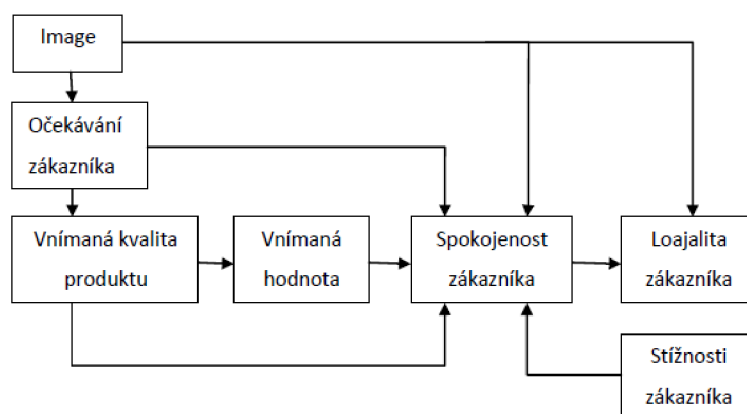 Image
Očekávání
zákazníka
Vnímaná kvalita
produktu
Vnímaná
hodnota
Spokojenost
zákazníka
Loajalita
zákazníka
Stížnosti
zákazníka